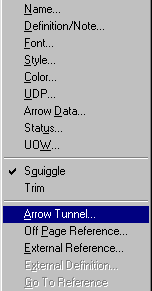 Name...
Definition/Note...
Font...
Style...
Color...
UDP...
Arrow Data...
Status...
UOW...
Squiggle
Trim
Arrow Tunnel...
Off Page Reference...
External Reference...
External Definition...
Go To Reference